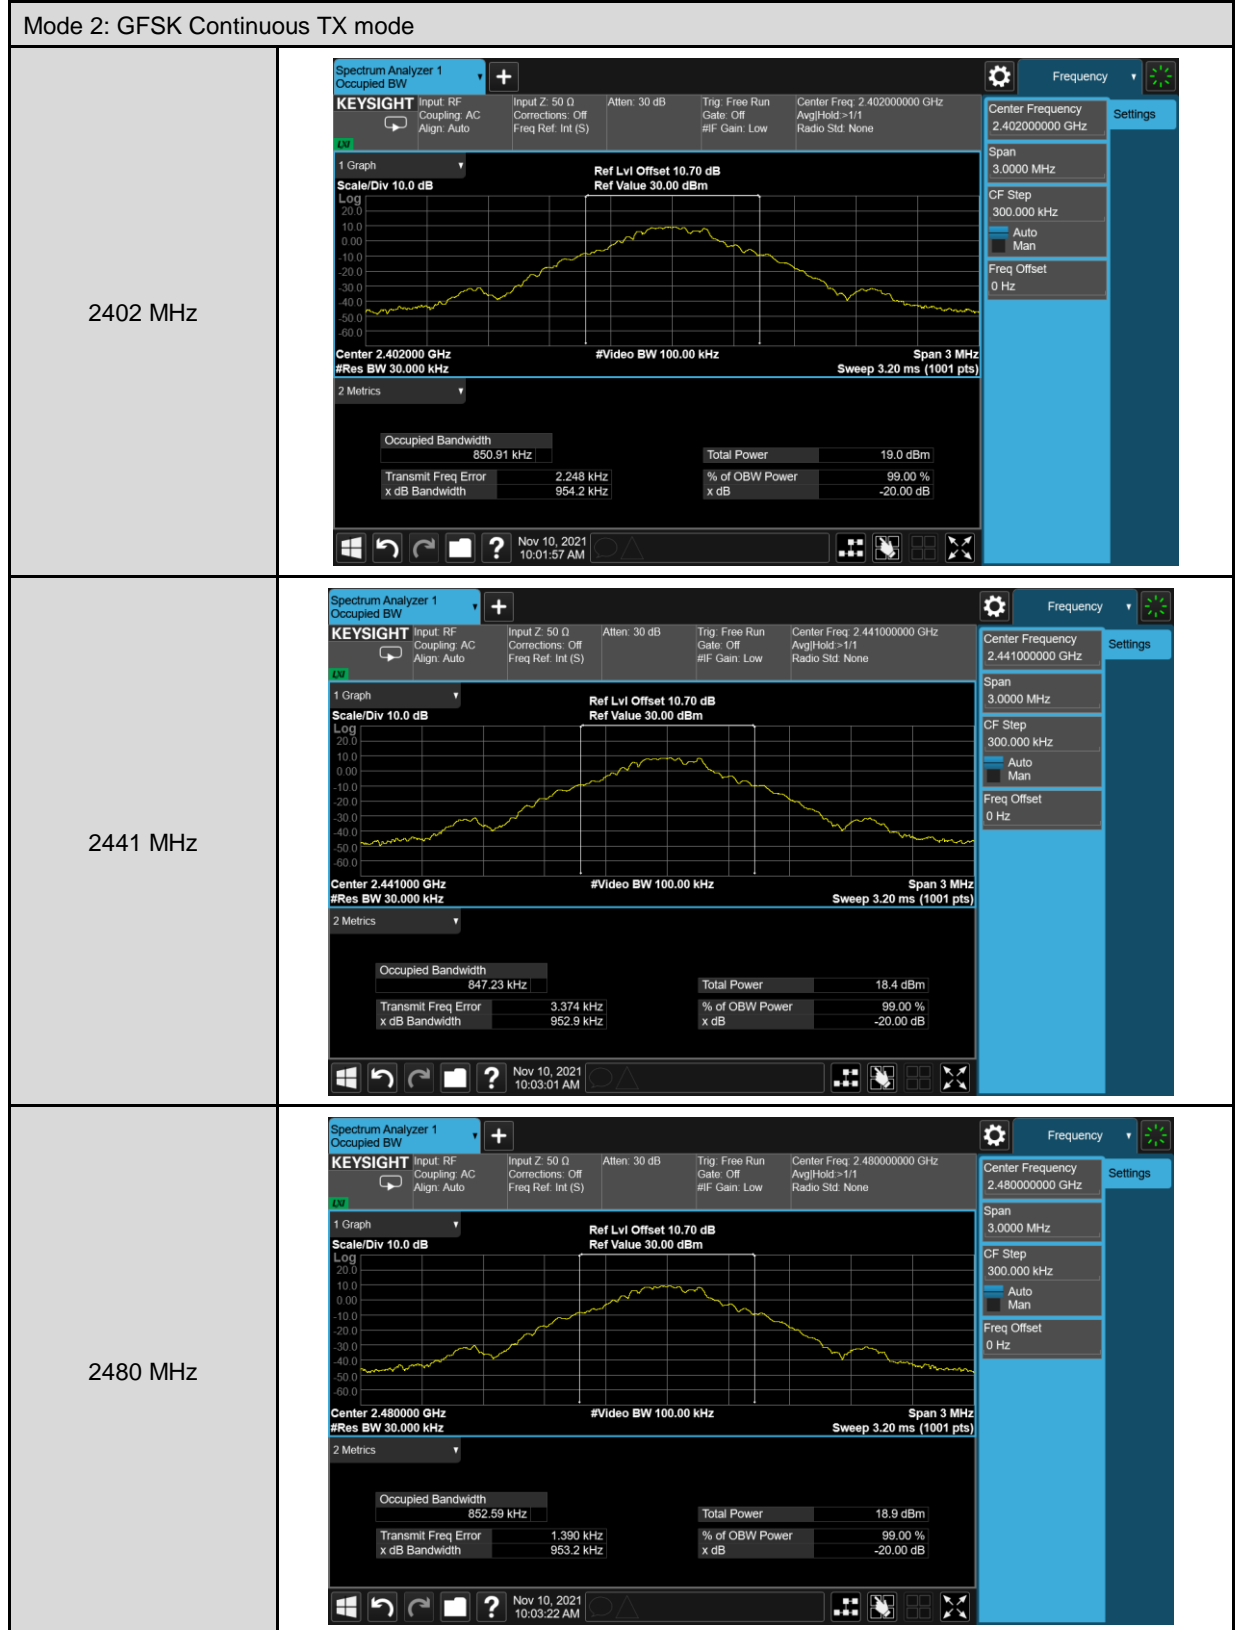 Mode 2: GFSK Continuous TX mode
2402 MHz
Spectrum Analyzer 1
Occupied BW
Frequency
KEYSIGHT
Input: RF
Coupling: AC
Align: Auto
Input Z: 50 Ω
Corrections: Off
Freq Ref: Int (S)
Atten: 30 dB
Trig: Free Run
Gate: Off
#IF Gain: Low
Center Freq: 2.402000000 GHz
Avg|Hold:>1/1
Radio Std: None
LXI
Center Frequency
2.402000000 GHz
Settings
Span
3.0000 MHz
CF Step
300.000 kHz
Auto
Man
Freq Offset
0 Hz
1 Graph
Scale/Div 10.0 dB
Ref Lvl Offset 10.70 dB
Ref Value 30.00 dBm
Log
20.0
10.0
0.00
-10.0
-20.0
-30.0
-40.0
-50.0
-60.0
Center 2.402000 GHz
#Video BW 100.00 kHz
Span 3 MHz
#Res BW 30.000 kHz
Sweep 3.20 ms (1001 pts)
2 Metrics
Occupied Bandwidth
850.91 kHz
Total Power 19.0 dBm
Transmit Freq Error 2.248 kHz
% of OBW Power 99.00 %
x dB Bandwidth 954.2 kHz
x dB -20.00 dB
?
Nov 10, 2021
10:01:57 AM
2441 MHz
Spectrum Analyzer 1
Occupied BW
Frequency
KEYSIGHT
Input: RF
Coupling: AC
Align: Auto
Input Z: 50 Ω
Corrections: Off
Freq Ref: Int (S)
Atten: 30 dB
Trig: Free Run
Gate: Off
#IF Gain: Low
Center Freq: 2.441000000 GHz
Avg|Hold:>1/1
Radio Std: None
LXI
Center Frequency
2.441000000 GHz
Settings
Span
3.0000 MHz
CF Step
300.000 kHz
Auto
Man
Freq Offset
0 Hz
1 Graph
Scale/Div 10.0 dB
Ref Lvl Offset 10.70 dB
Ref Value 30.00 dBm
Log
20.0
10.0
0.00
-10.0
-20.0
-30.0
-40.0
-50.0
-60.0
Center 2.441000 GHz
#Video BW 100.00 kHz
Span 3 MHz
#Res BW 30.000 kHz
Sweep 3.20 ms (1001 pts)
2 Metrics
Occupied Bandwidth
847.23 kHz
Total Power 18.4 dBm
Transmit Freq Error 3.374 kHz
% of OBW Power 99.00 %
x dB Bandwidth 952.9 kHz
x dB -20.00 dB
?
Nov 10, 2021
10:03:01 AM
2480 MHz
Spectrum Analyzer 1
Occupied BW
Frequency
KEYSIGHT
Input: RF
Coupling: AC
Align: Auto
Input Z: 50 Ω
Corrections: Off
Freq Ref: Int (S)
Atten: 30 dB
Trig: Free Run
Gate: Off
#IF Gain: Low
Center Freq: 2.480000000 GHz
Avg|Hold:>1/1
Radio Std: None
LXI
Center Frequency
2.480000000 GHz
Settings
Span
3.0000 MHz
CF Step
300.000 kHz
Auto
Man
Freq Offset
0 Hz
1 Graph
Scale/Div 10.0 dB
Ref Lvl Offset 10.70 dB
Ref Value 30.00 dBm
Log
20.0
10.0
0.00
-10.0
-20.0
-30.0
-40.0
-50.0
-60.0
Center 2.480000 GHz
#Video BW 100.00 kHz
Span 3 MHz
#Res BW 30.000 kHz
Sweep 3.20 ms (1001 pts)
2 Metrics
Occupied Bandwidth
852.59 kHz
Total Power 18.9 dBm
Transmit Freq Error 1.390 kHz
% of OBW Power 99.00 %
x dB Bandwidth 953.2 kHz
x dB -20.00 dB
?
Nov 10, 2021
10:03:22 AM